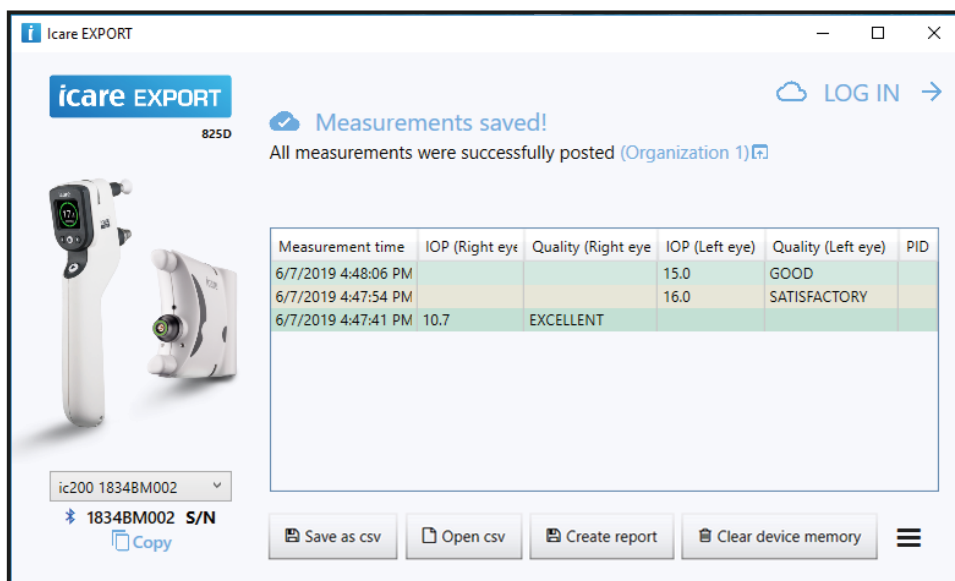 Icare EXPORT
icare EXPORT
825D
LOG IN
Measurements saved!
All measurements were successfully posted (Organization 1)
Measurement time IOP (Right eye Quality (Right eye IOP (Left eye) Quality (Left eye) PID
6/7/2019 4:48:06 PM 15.0 GOOD
6/7/2019 4:47:54 PM 16.0 SATISFACTORY
6/7/2019 4:47:41 PM 10.7 EXCELLENT
ic200 1834BM002
1834BM002 S/N
Copy
Save as csv Open csv Create report Clear device memory